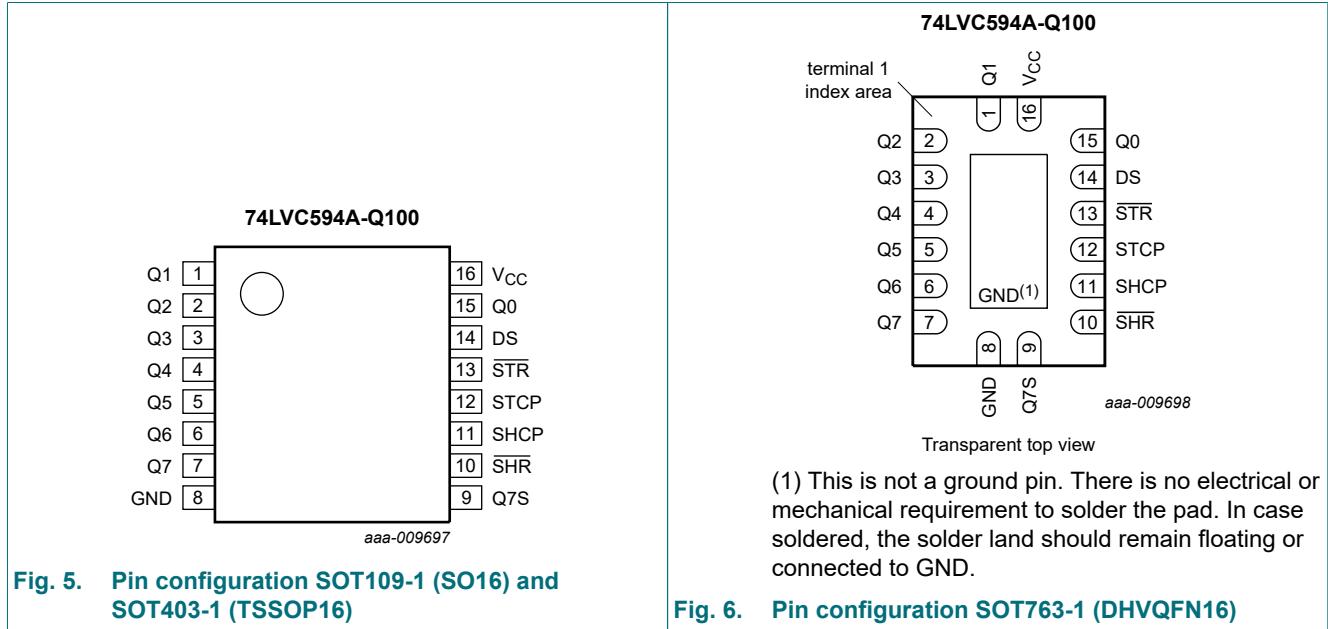 74LVC594A-Q100
Q1 1 16 VCC
Q2 2 15 Q0
Q3 3 14 DS
Q4 4 13 STR
Q5 5 12 STCP
Q6 6 11 SHCP
Q7 7 10 SHR
GND 8 9 Q7S
aaa-009697
Fig. 5. Pin configuration SOT109-1 (SO16) and
SOT403-1 (TSSOP16)
74LVC594A-Q100
terminal 1
index area
Q1 VCC
1 16
Q2 2 15 Q0
Q3 3 14 DS
Q4 4 13 STR
Q5 5 12 STCP
Q6 6 11 SHCP
GND(1)
Q7 7 10 SHR
8 9
GND Q7S
aaa-009698
Transparent top view
(1) This is not a ground pin. There is no electrical or
mechanical requirement to solder the pad. In case
soldered, the solder land should remain floating or
connected to GND.
Fig. 6. Pin configuration SOT763-1 (DHVQFN16)